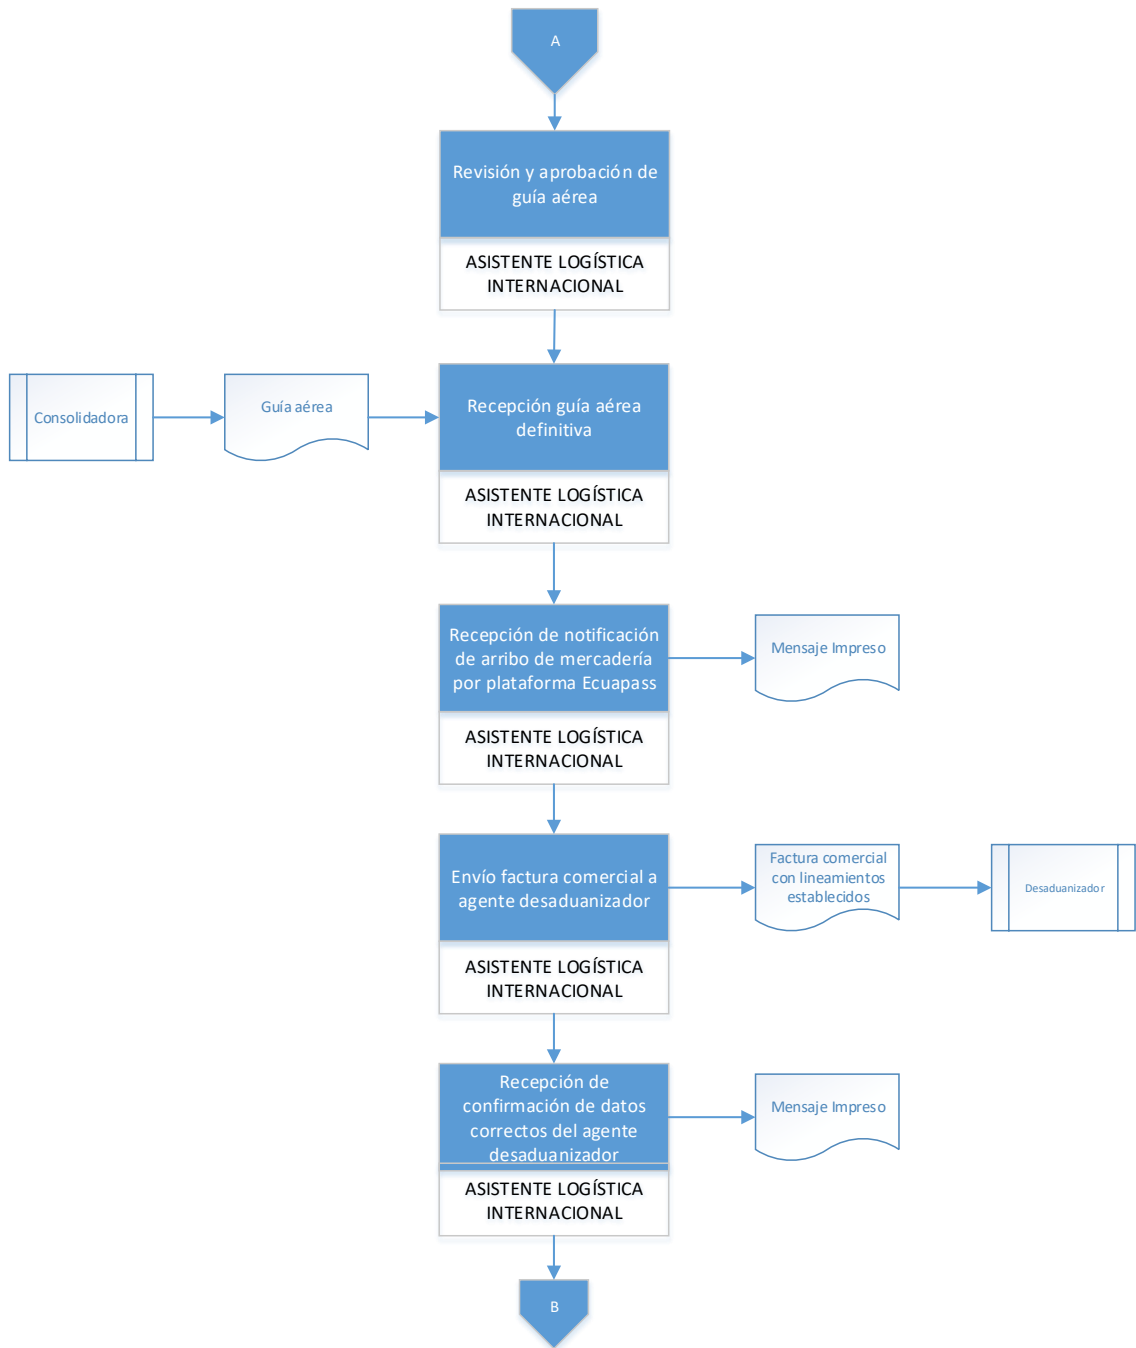 A
Revisión y aprobación de
guía aérea
ASISTENTE LOGÍSTICA
INTERNACIONAL
Consolidadora
Guía aérea
Recepción guía aérea
definitiva
ASISTENTE LOGÍSTICA
INTERNACIONAL
Recepción de notificación
de arribo de mercadería
por plataforma Ecuapass
ASISTENTE LOGÍSTICA
INTERNACIONAL
Mensaje Impreso
Envío factura comercial a
agente desaduanizador
ASISTENTE LOGÍSTICA
INTERNACIONAL
Factura comercial
con lineamientos
establecidos
Desaduanizador
Recepción de
confirmación de datos
correctos del agente
desaduanizador
ASISTENTE LOGÍSTICA
INTERNACIONAL
Mensaje Impreso
B